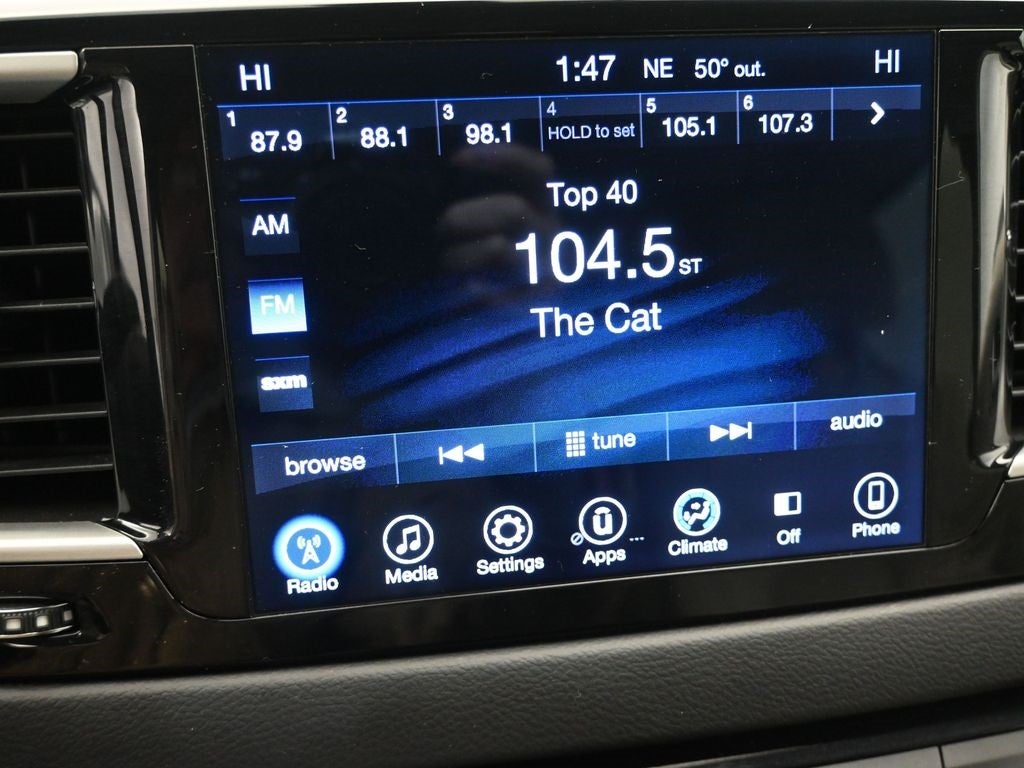 HI 1:47 NE 50° out. HI
1 87.9 2 88.1 3 98.1 4 HOLD to set 5 105.1 6 107.3
Top 40
AM
104.5 ST
FM
The Cat
sxm
browse tune audio
Radio Media Settings Apps ... Climate Off Phone